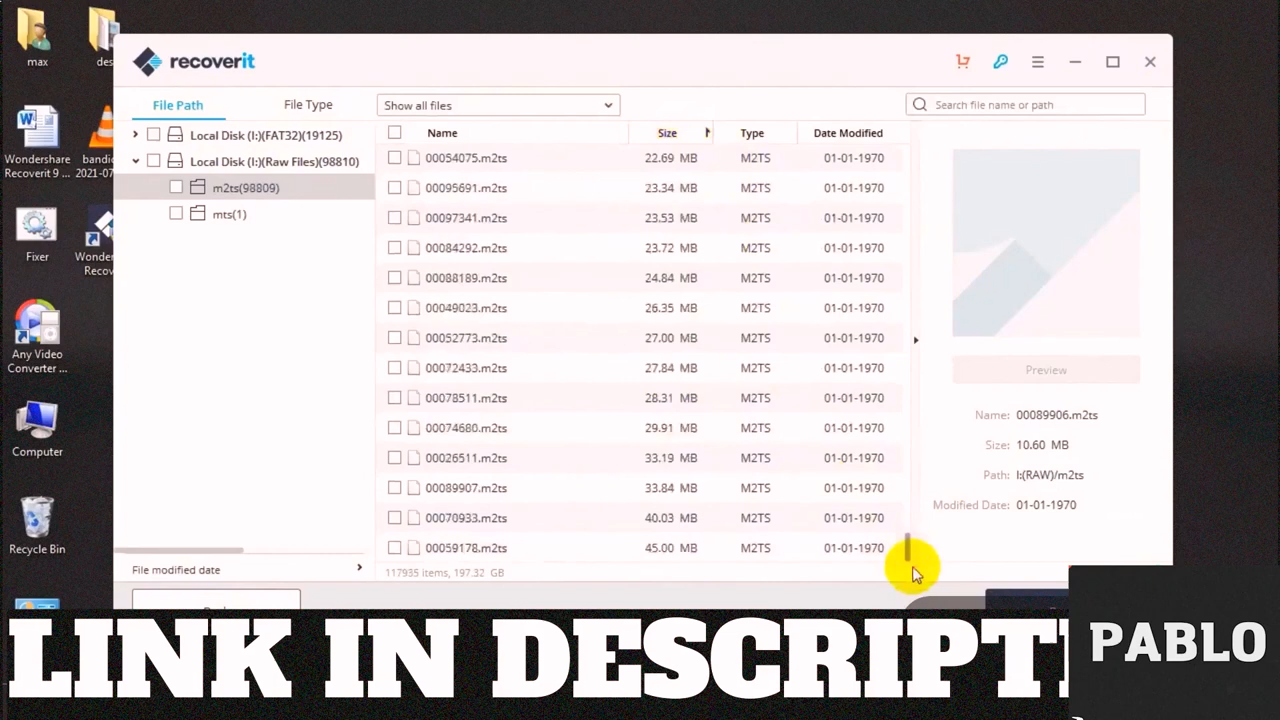 max
des
Wondershare
Recoverit 9 ...
bandic
2021-07
Fixer
Wonder
Recov
Any Video
Converter ...
Computer
Recycle Bin
recoverit
File Path
File Type
Show all files
Search file name or path
Local Disk (I:)(FAT32)(19125)
Local Disk (I:)(Raw Files)(98810)
m2ts(98809)
mts(1)
File modified date
Name Size Type Date Modified
00054075.m2ts 22.69 MB M2TS 01-01-1970
00095691.m2ts 23.34 MB M2TS 01-01-1970
00097341.m2ts 23.53 MB M2TS 01-01-1970
00084292.m2ts 23.72 MB M2TS 01-01-1970
00088189.m2ts 24.84 MB M2TS 01-01-1970
00049023.m2ts 26.35 MB M2TS 01-01-1970
00052773.m2ts 27.00 MB M2TS 01-01-1970
00072433.m2ts 27.84 MB M2TS 01-01-1970
00078511.m2ts 28.31 MB M2TS 01-01-1970
00074680.m2ts 29.91 MB M2TS 01-01-1970
00026511.m2ts 33.19 MB M2TS 01-01-1970
00089907.m2ts 33.84 MB M2TS 01-01-1970
00070933.m2ts 40.03 MB M2TS 01-01-1970
00059178.m2ts 45.00 MB M2TS 01-01-1970
117935 items, 197.32 GB
Preview
Name: 00089906.m2ts
Size: 10.60 MB
Path: I:(RAW)/m2ts
Modified Date: 01-01-1970
LINK IN DESCRIPT
PABLO